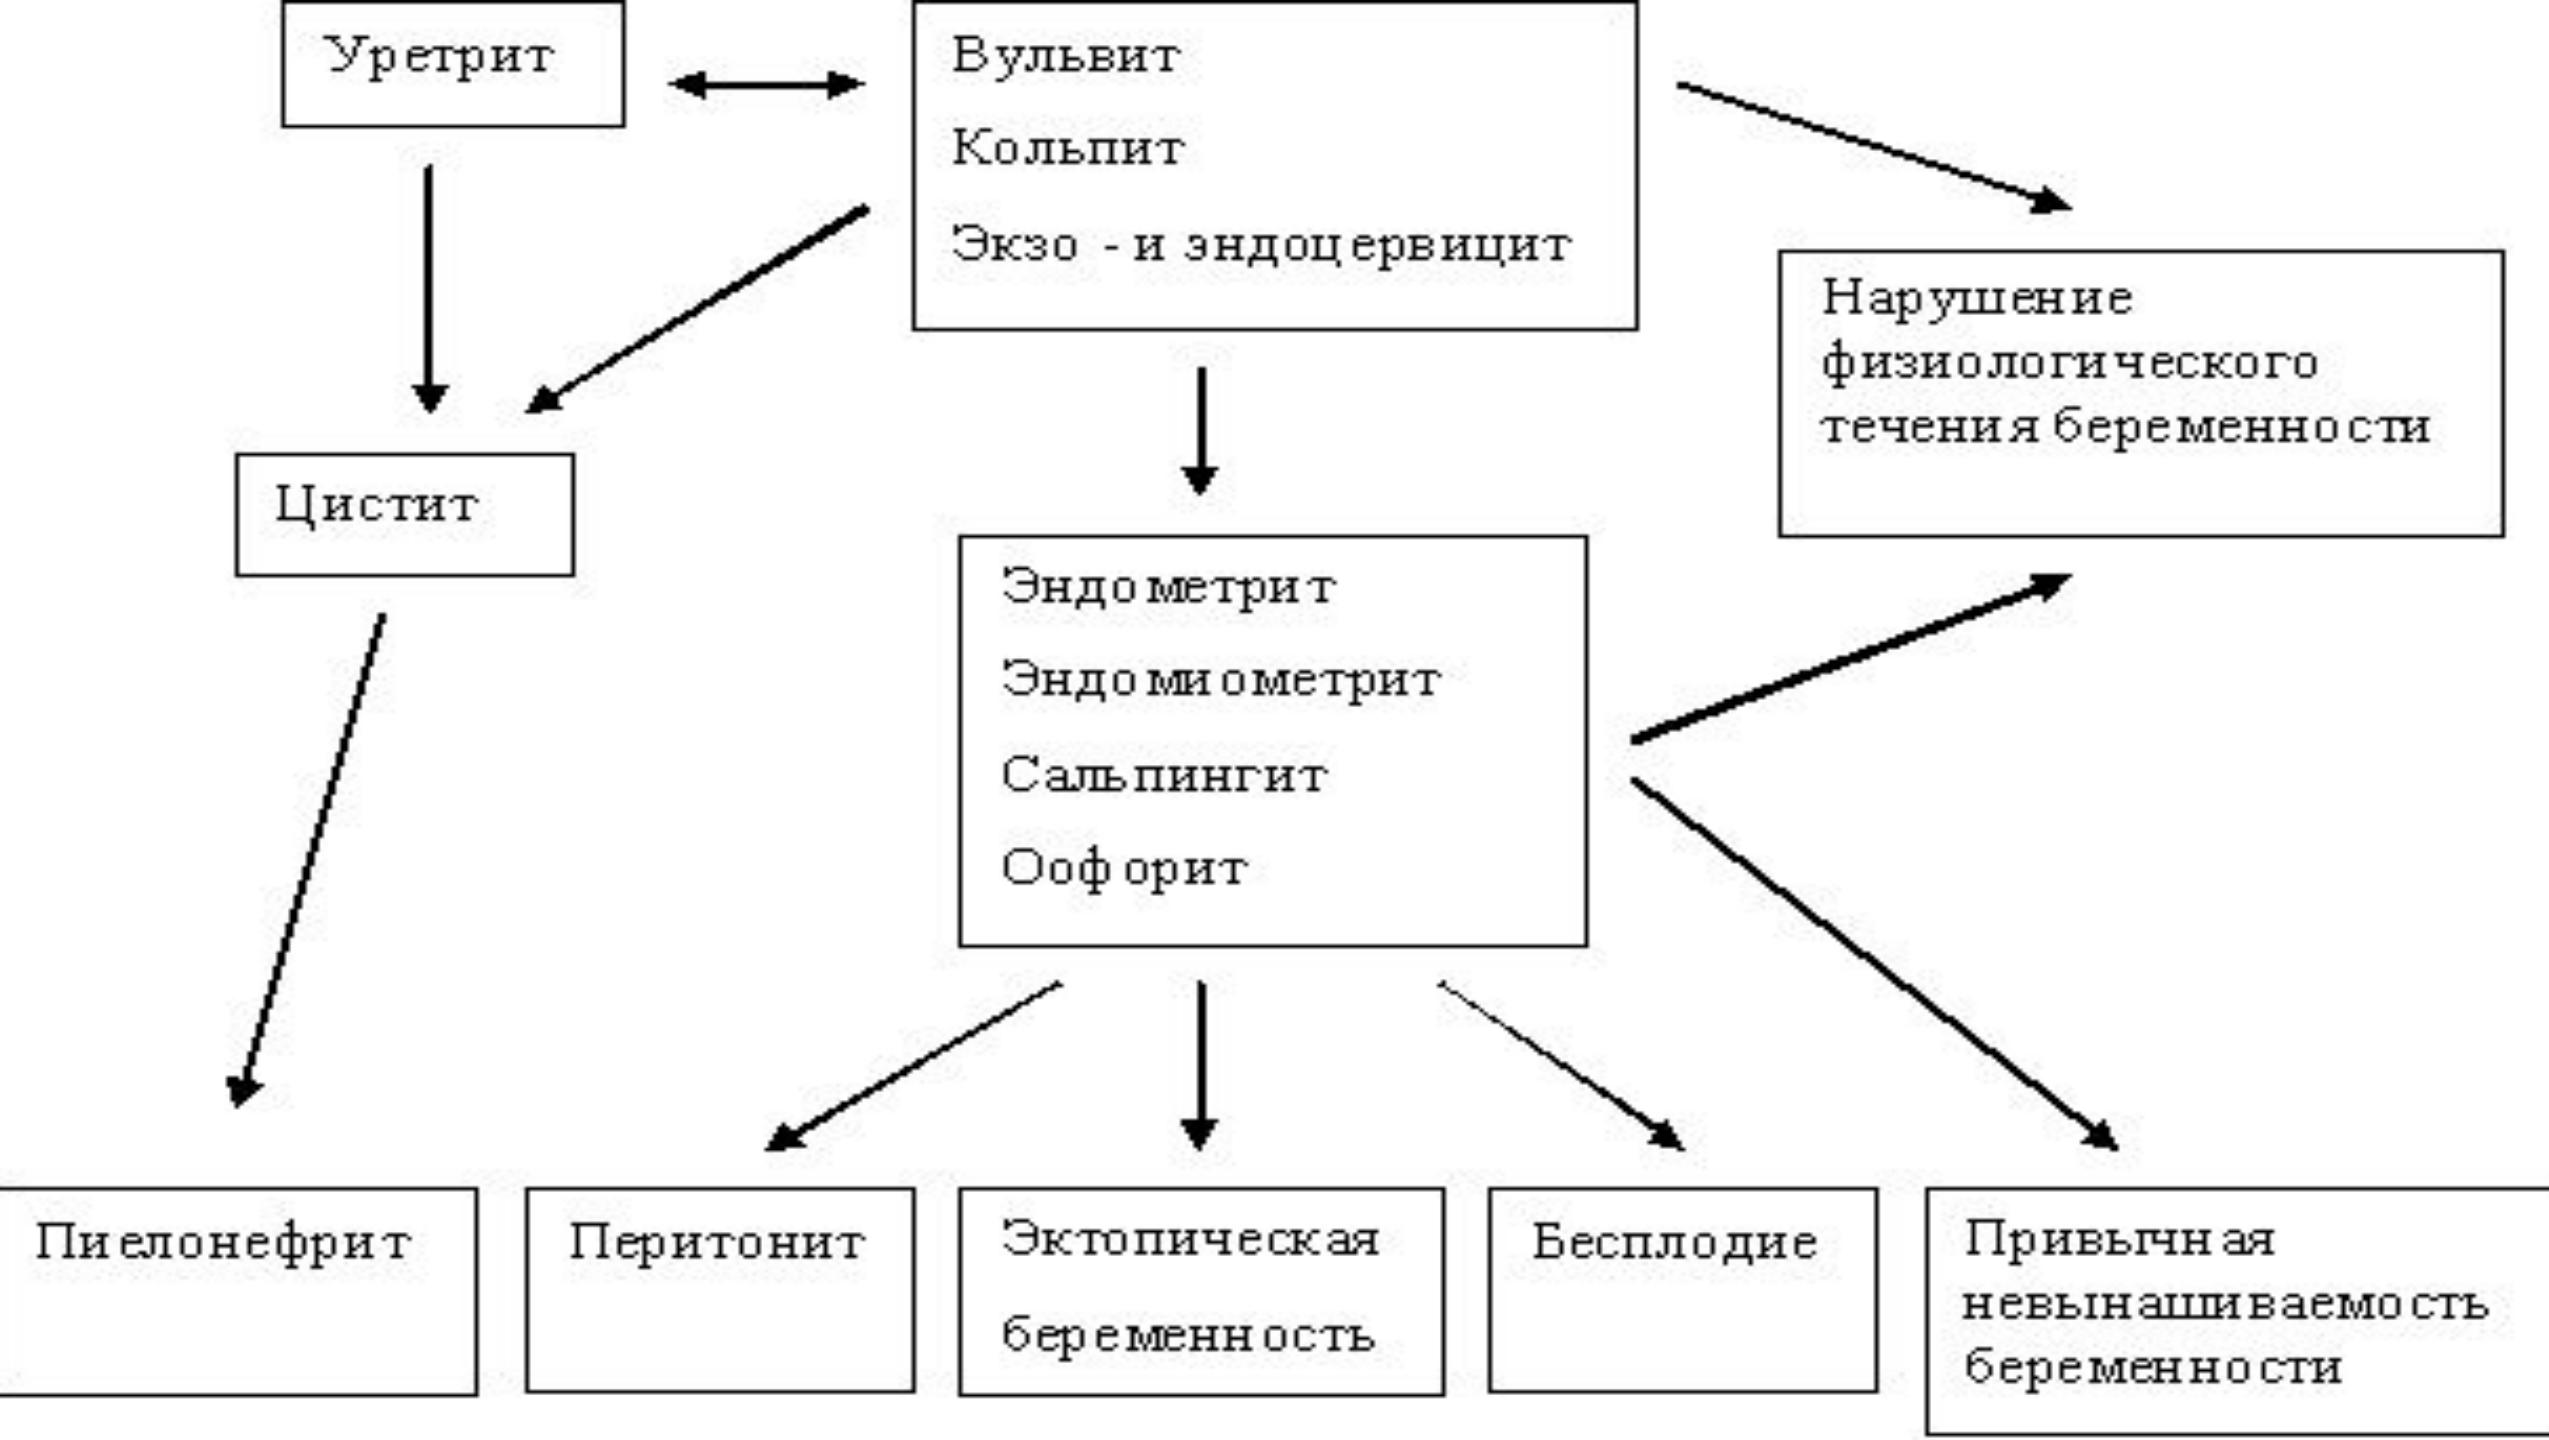 Уретрит
Вульвит
Кольпит
Экзо - и эндоцервицит
Нарушение
физиологического
течения беременности
Цистит
Эндометрит
Эндомиометрит
Сальпингит
Оофорит
Пиелонефрит
Перитонит
Эктопическая
беременность
Бесплодие
Привычная
невынашиваемость
беременности